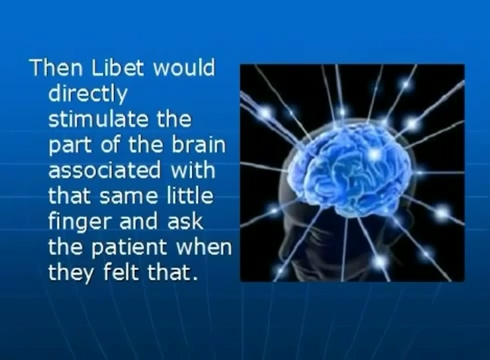 Then Libet would
directly
stimulate the
part of the brain
associated with
that same little
finger and ask
the patient when
they felt that.